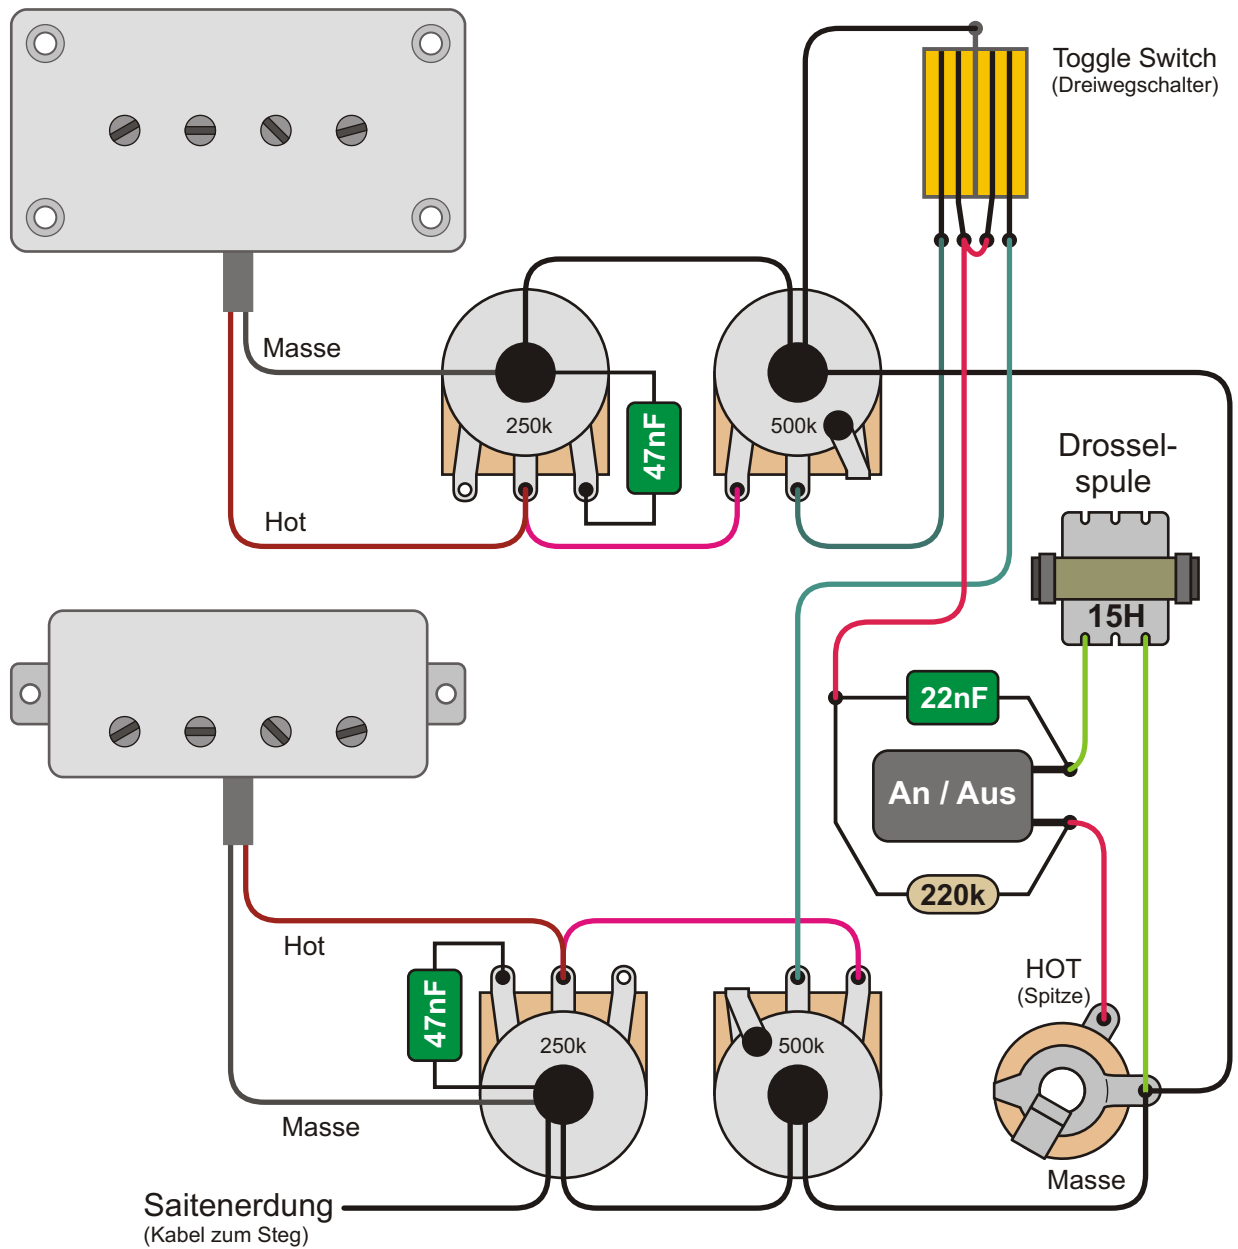 Toggle Switch
(Dreiwegschalter)
Masse
250k
47nF
500k
Hot
Drossel-
spule
15H
22nF
An / Aus
220k
Hot
47nF
250k
500k
HOT
(Spitze)
Masse
Masse
Saitenerdung
(Kabel zum Steg)